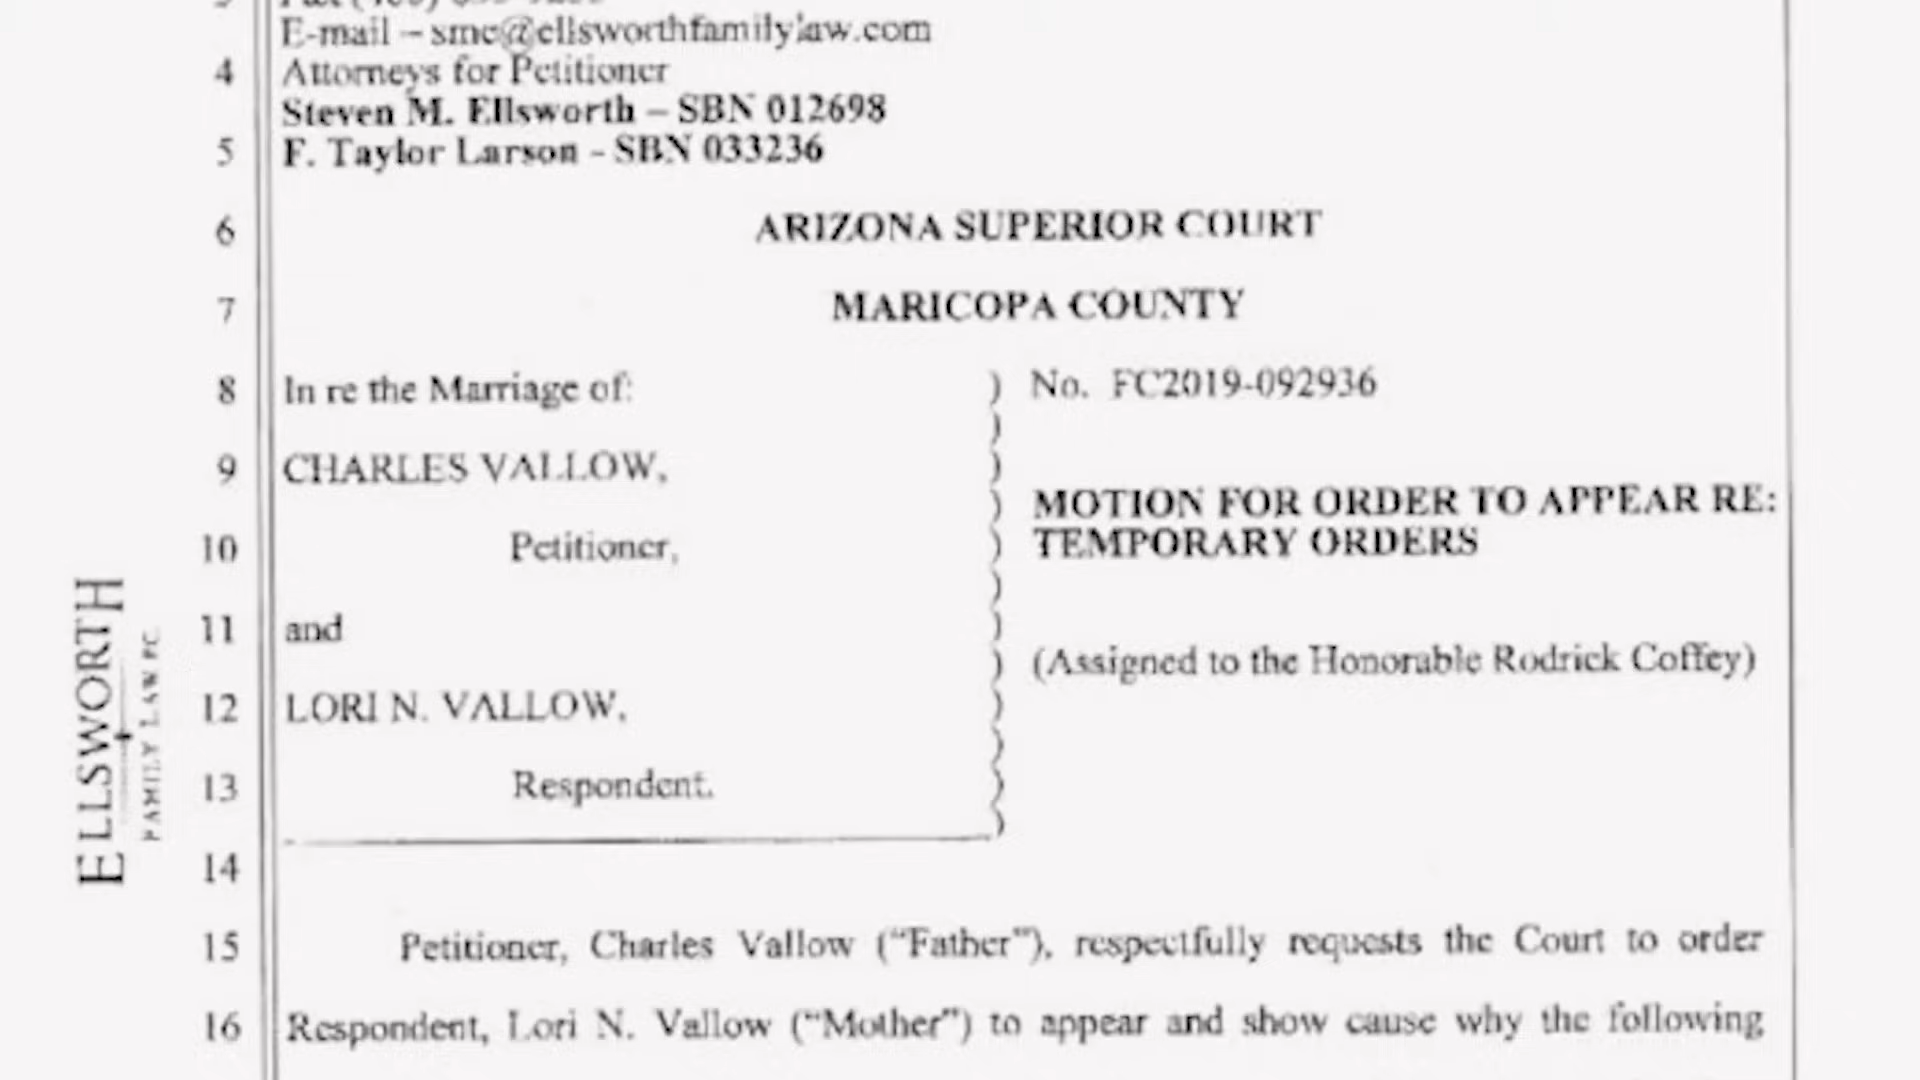 E-mail – sme@ellsworthfamilylaw.com
4 Attorneys for Petitioner
Steven M. Ellsworth – SBN 012698
5 F. Taylor Larson - SBN 033236
6 ARIZONA SUPERIOR COURT
7 MARICOPA COUNTY
8 In re the Marriage of: ) No. FC2019-092936
)
9 CHARLES VALLOW, )
) MOTION FOR ORDER TO APPEAR RE:
10 Petitioner, ) TEMPORARY ORDERS
)
11 and )
) (Assigned to the Honorable Rodrick Coffey)
12 LORI N. VALLOW, )
)
13 Respondent. )
)
14
15 Petitioner, Charles Vallow (“Father”), respectfully requests the Court to order
16 Respondent, Lori N. Vallow (“Mother”) to appear and show cause why the following
ELLSWORTH
FAMILY LAW PC